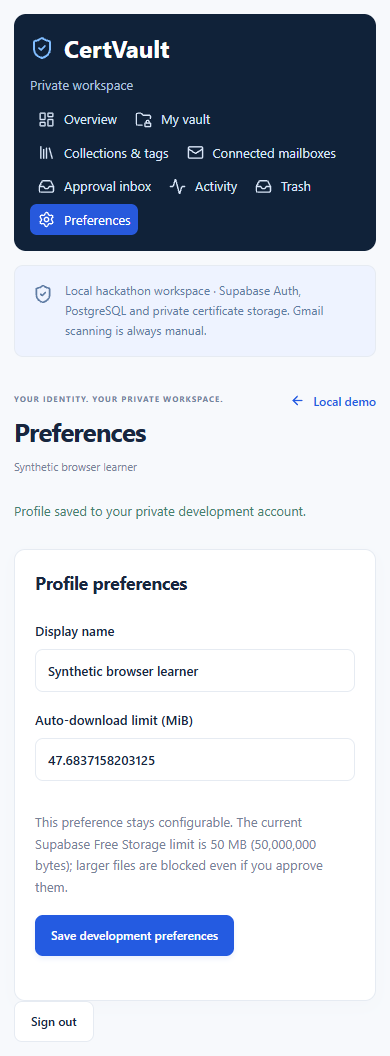 CertVault
Private workspace
Overview My vault
Collections & tags Connected mailboxes
Approval inbox Activity Trash
Preferences
Local hackathon workspace · Supabase Auth,
PostgreSQL and private certificate storage. Gmail
scanning is always manual.
YOUR IDENTITY. YOUR PRIVATE WORKSPACE.
Local demo
Preferences
Synthetic browser learner
Profile saved to your private development account.
Profile preferences
Display name
Synthetic browser learner
Auto-download limit (MiB)
47.6837158203125
This preference stays configurable. The current
Supabase Free Storage limit is 50 MB (50,000,000
bytes); larger files are blocked even if you approve
them.
Save development preferences
Sign out